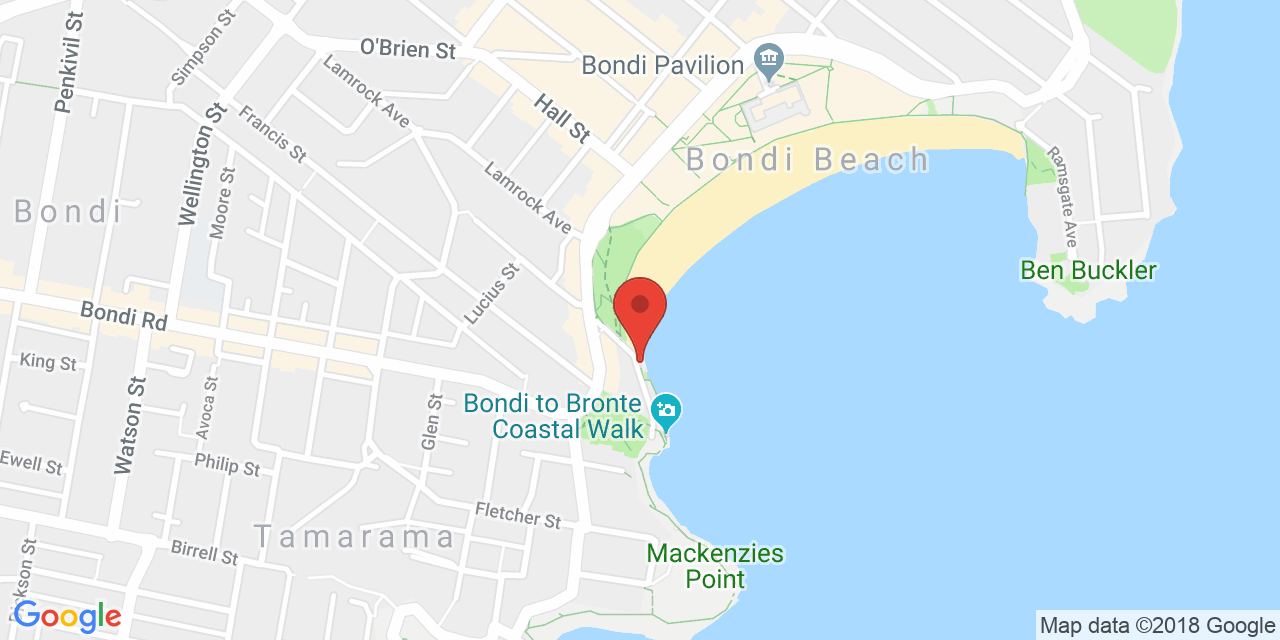 Penkivil St
Simpson St
O'Brien St
Bondi Pavilion
Lamrock Ave
Hall St
Francis St
Wellington St
Bondi Beach
Moore St
Lamrock Ave
Ramsgate Ave
Bondi
Lucius St
Ben Buckler
Bondi Rd
King St
Watson St
Avoca St
Glen St
Bondi to Bronte
Coastal Walk
Ewell St
Philip St
Fletcher St
Tamarama
Birrell St
Mackenzies
Point
Google
Map data ©2018 Google